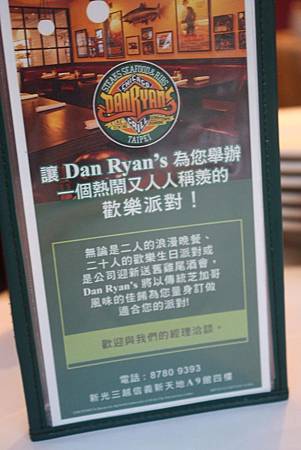 STEAKS SEAFOOD & RIBS
CHICAGO
DAN RYAN'S
GRILL
TAIPEI
讓 Dan Ryan's 為您舉辦
一個熱鬧又人人稱羨的
歡樂派對！
無論是二人的浪漫晚餐、
二十人的歡樂生日派對或
是公司迎新送舊雞尾酒會，
Dan Ryan's 將以傳統芝加哥
風味的佳餚為您量身訂做
適合您的派對!
歡迎與我們的經理洽談。
電話：8780 9393
新光三越信義新天地A9館四樓